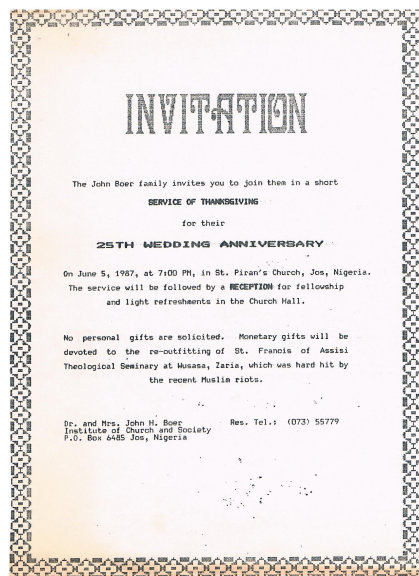 INVITATION
The John Boer family invites you to join them in a short
SERVICE OF THANKSGIVING
for their
25TH WEDDING ANNIVERSARY
On June 5, 1987, at 7:00 PM, in St. Piran's Church, Jos, Nigeria.
The service will be followed by a RECEPTION for fellowship
and light refreshments in the Church Hall.
No personal gifts are solicited. Monetary gifts will be
devoted to the re-outfitting of St. Francis of Assisi
Theological Seminary at Wusasa, Zaria, which was hard hit by
the recent Muslim riots.
Dr. and Mrs. John H. Boer Res. Tel.: (073) 55779
Institute of Church and Society
P.O. Box 6485 Jos, Nigeria